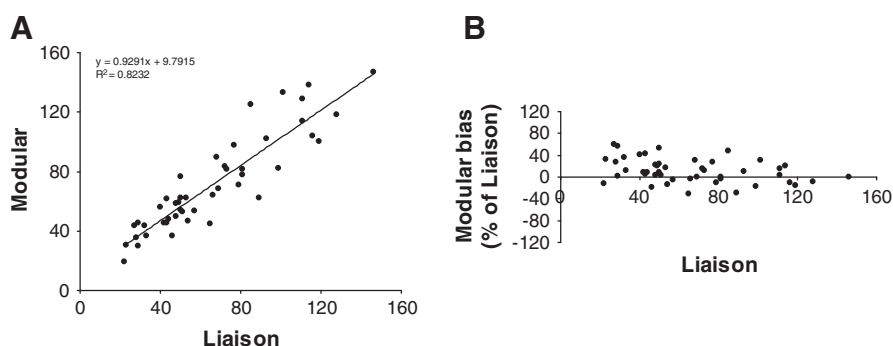 A
160
120
80
40
0
Modular
y = 0.9291x + 9.7915
R² = 0.8232
0 40 80 120 160
Liaison
B
120
80
40
0
-40
-80
-120
Modular bias
(% of Liaison)
0 40 80 120 160
Liaison